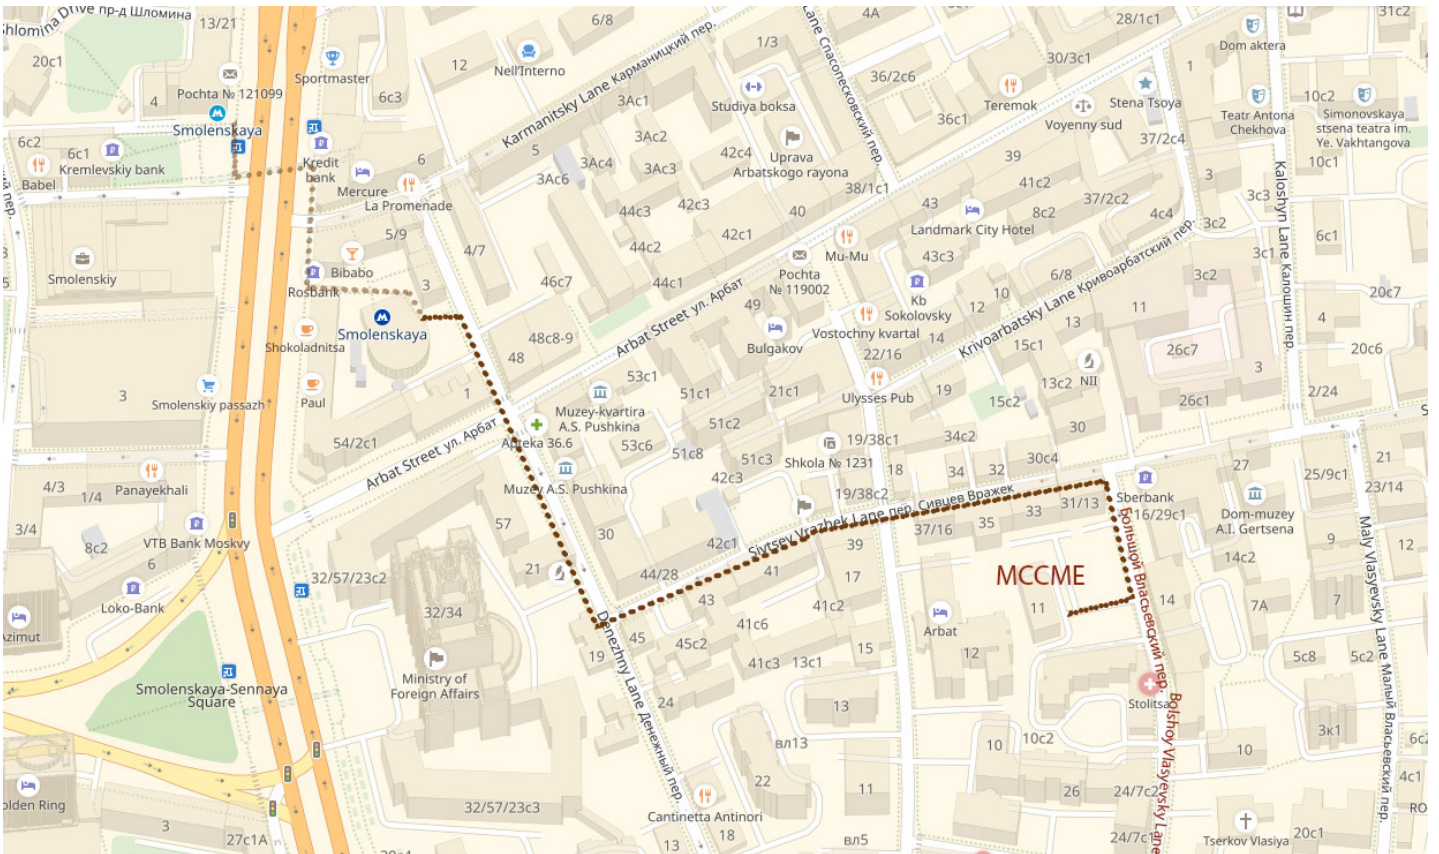 Shlomina Drive пр-д Шломина
13/21
6/8
4A
28/1c1
31c2
Dom aktera
20c1
Sportmaster
12
Nell'Interno
Karmanitsky Lane Карманицкий пер.
1/3
Lane Спасопесковский пер.
36/2c6
30/3c1
1
Pochta № 121099
4
6c3
3Ac1
Studiya boksa
Teremok
36c1
Voyenny sud
Stena Tsoya
Teatr Antona
Chekhova
10c2
Simonovskaya
stsena teatra im.
Ye. Vakhtangova
Smolenskaya
6c2
6c1
Kremlevskiy bank
Babel
Kredit
bank
6
5
3Ac2
3Ac4
3Ac3
3Ac6
42c4
Uprava
Arbatskogo rayona
37/2c4
39
10c1
Mercure
La Promenade
38/1c1
41c2
3
44c3
42c3
40
43
8c2
37/2c2
4c4
3c3
3c2
Kaloshyn Lane Калошин пер.
5/9
4/7
44c2
42c1
Mu-Mu
Landmark City Hotel
6c1
3c1
Smolenskiy
Bibabo
Rosbank
3
46c7
44c1
Pochta
№ 119002
43c3
Kb
Sokolovsky
6/8
3c2
Krivoarbatsky Lane Кривоарбатский пер.
20c7
Smolenskaya
Shokoladnitsa
48c8-9
48
Arbat Street ул. Арбат
49
Bulgakov
Vostochny kvartal
22/16
14
12
10
13
11
4
15c1
26c7
20c6
3
Smolenskiy passazh
Paul
1
53c1
Muzey-kvartira
A.S. Pushkina
51c1
21c1
Ulysses Pub
19
15c2
13c2
NII
3
2/24
26c1
54/2c1
Arbat Street ул. Арбат
Apteka 36.6
53c6
51c2
51c8
51c3
Shkola № 1231
19/38c1
34c2
30
18
34
32
30c4
27
25/9c1
21
23/14
4/3
1/4
Panayekhali
Muzey A.S. Pushkina
42c3
19/38c2
Sivtsev Vrazhek Lane пер. Сивцев Вражек
31/13
Sberbank
16/29c1
Dom-muzey
A.I. Gertsena
3/4
8c2
VTB Bank Moskvy
6
57
30
42c1
39
37/16
35
33
14c2
9
12
Loko-Bank
21
32/57/23c2
44/28
41
17
MCCME
Azimut
32/34
43
41c2
Arbat
11
14
7A
7
Большой Власьевский пер. Bolshoy Vlasyevsky Lane
Maly Vlasyevsky Lane Малый Власьевский пер.
45
19
45c2
41c6
15
12
5c8
5c2
Ministry of
Foreign Affairs
41c3
13c1
Smolenskaya-Sennaya
Square
Denezhny Lane Денежный пер.
24
13
Stolitsa
3к1
вл13
10
10c2
10
6c2
22
11
26
24/7c2
4c1
Golden Ring
3
27c1A
32/57/23c3
Cantinetta Antinori
18
13
вл5
24/7c1
Tserkov Vlasiya
20c1